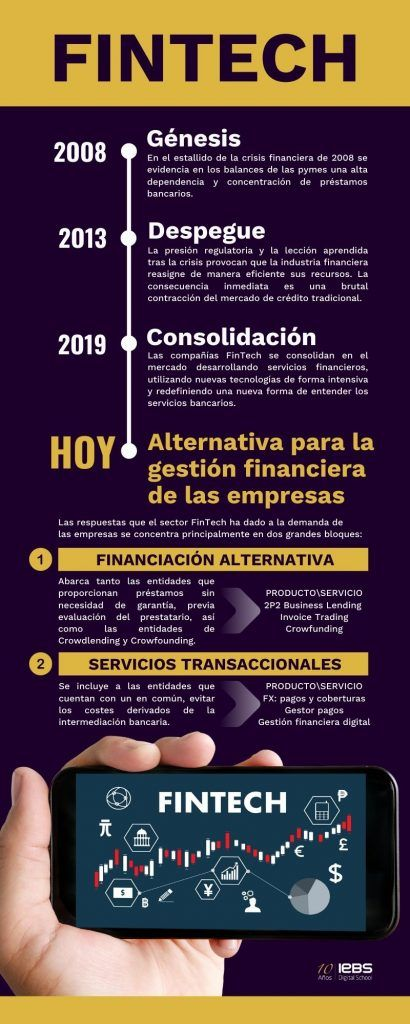 FINTECH
2008
Génesis
En el estallido de la crisis financiera de 2008 se
evidencia en los balances de las pymes una alta
dependencia y concentración de préstamos
bancarios.
2013
Despegue
La presión regulatoria y la lección aprendida
tras la crisis provocan que la industria financiera
reasigne de manera eficiente sus recursos. La
consecuencia inmediata es una brutal
contracción del mercado de crédito tradicional.
2019
Consolidación
Las compañías FinTech se consolidan en el
mercado desarrollando servicios financieros,
utilizando nuevas tecnologías de forma intensiva
y redefiniendo una nueva forma de entender los
servicios bancarios.
HOY
Alternativa para la
gestión financiera
de las empresas
Las respuestas que el sector FinTech ha dado a la demanda de
las empresas se concentra principalmente en dos grandes bloques:
1 FINANCIACIÓN ALTERNATIVA
Abarca tanto las entidades que
proporcionan préstamos sin
necesidad de garantía, previa
evaluación del prestatario, así
como las entidades de
Crowdlending y Crowfounding.
PRODUCTO\SERVICIO
2P2 Business Lending
Invoice Trading
Crowfunding
2 SERVICIOS TRANSACCIONALES
Se incluye a las entidades que
cuentan con un en común, evitar
los costes derivados de la
intermediación bancaria.
PRODUCTO\SERVICIO
FX: pagos y coberturas
Gestor pagos
Gestión financiera digital
FINTECH
10 Años
IEBS
Digital School